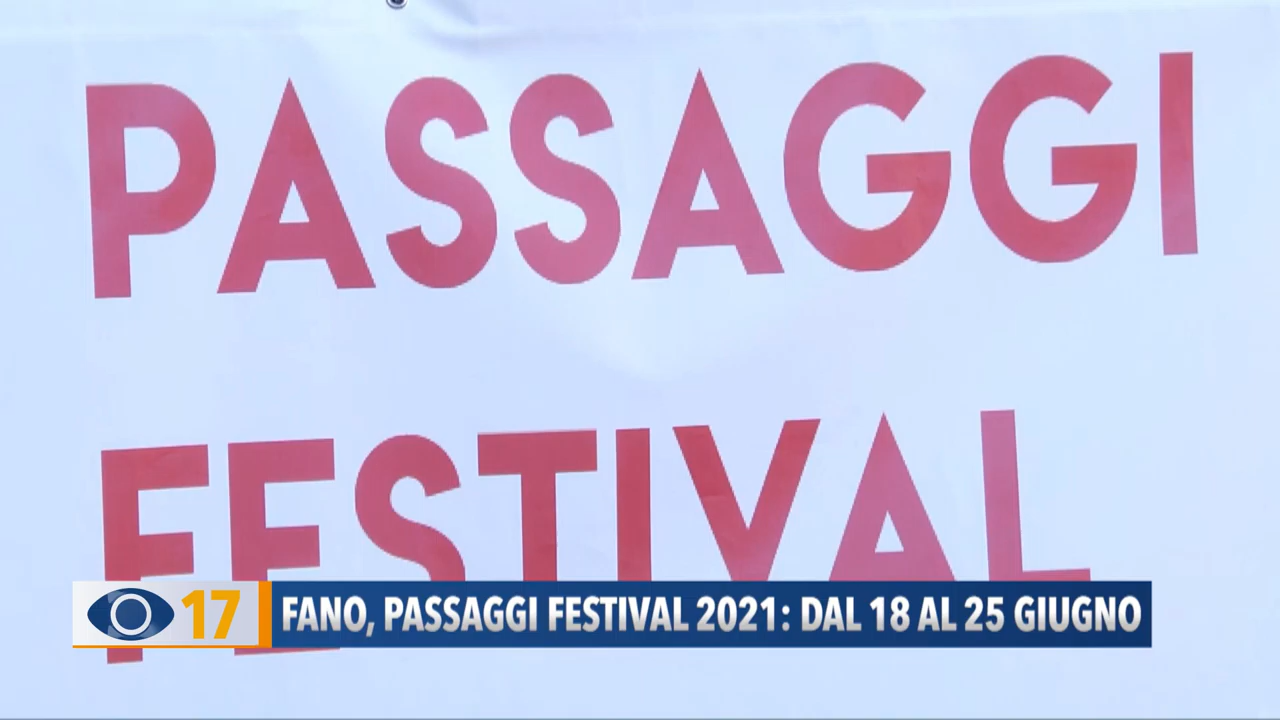 PASSAGGI
FESTIVAL
17
FANO, PASSAGGI FESTIVAL 2021: DAL 18 AL 25 GIUGNO